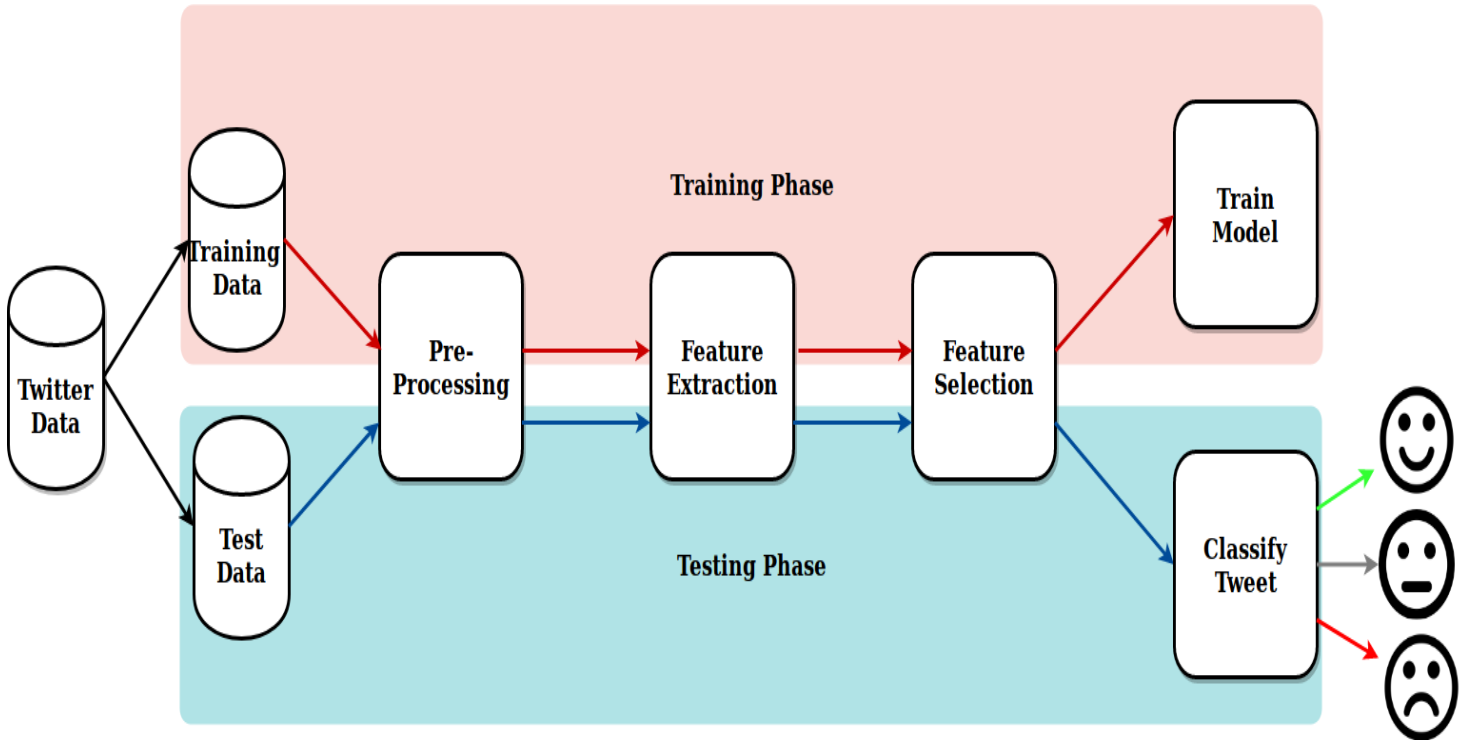 Training Phase
Train
Model
Training
Data
Pre-
Processing
Feature
Extraction
Feature
Selection
Twitter
Data
Test
Data
Testing Phase
Classify
Tweet